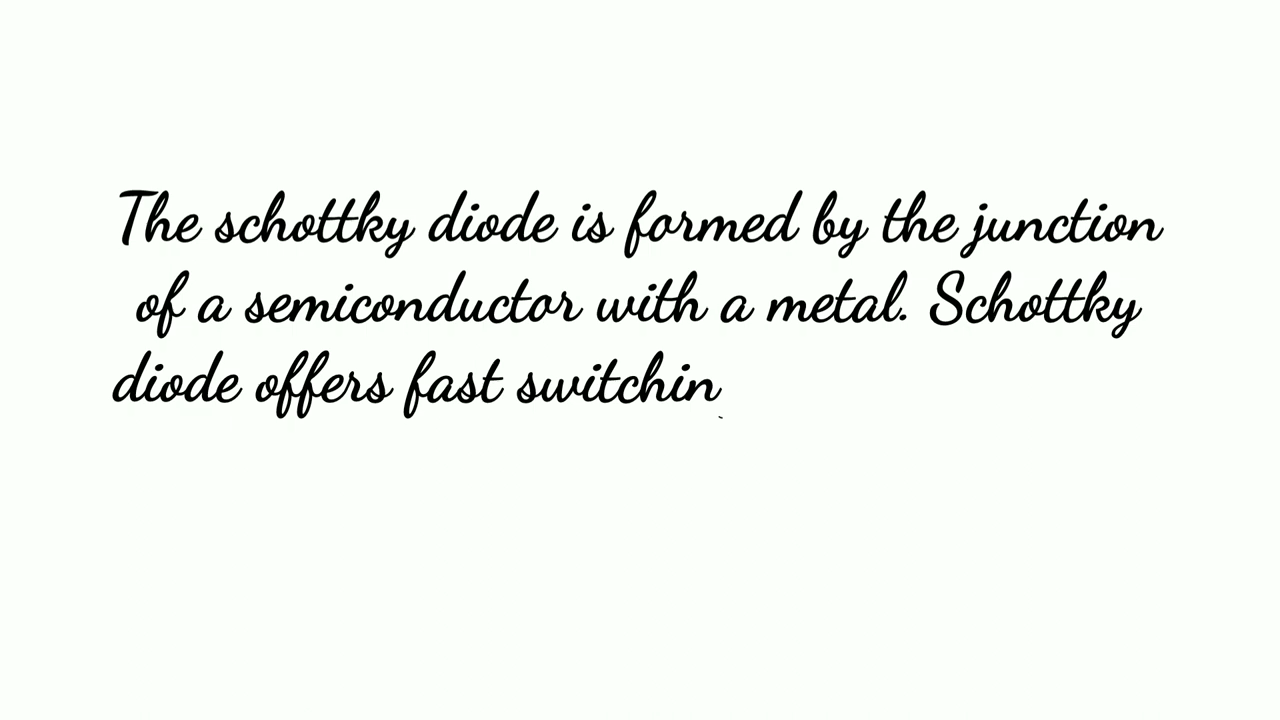 The schottky diode is formed by the junction
of a semiconductor with a metal. Schottky
diode offers fast switchin